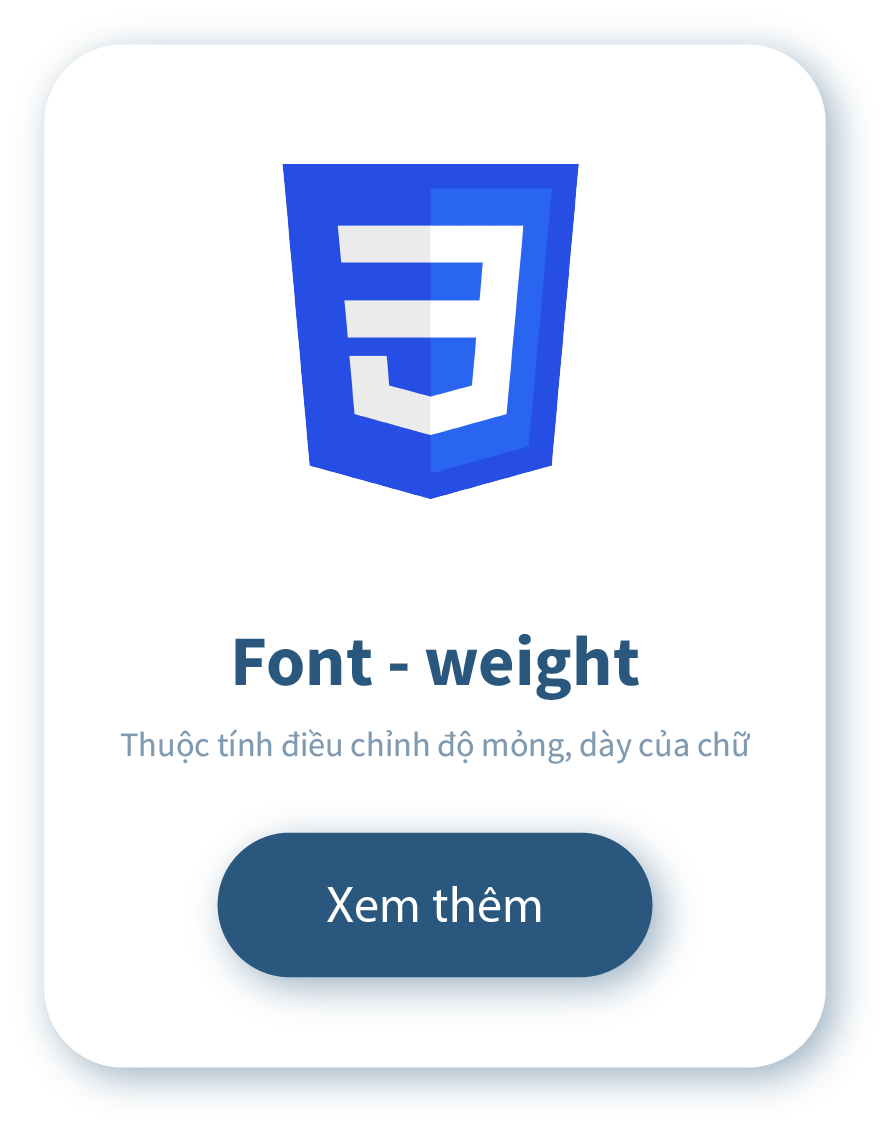 Font - weight
Thuộc tính điều chỉnh độ mỏng, dày của chữ
Xem thêm